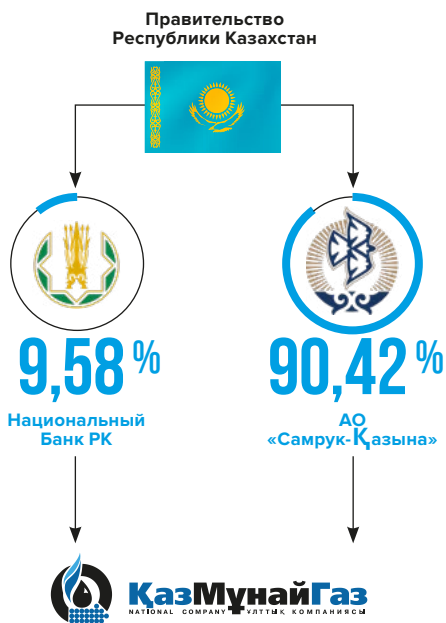 Правительство
Республики Казахстан
9,58 %
Национальный
Банк РК
90,42 %
АО
«Самрук-Қазына»
ҚазМұнайГаз
NATIONAL COMPANY ҰЛТТЫҚ КОМПАНИЯСЫ